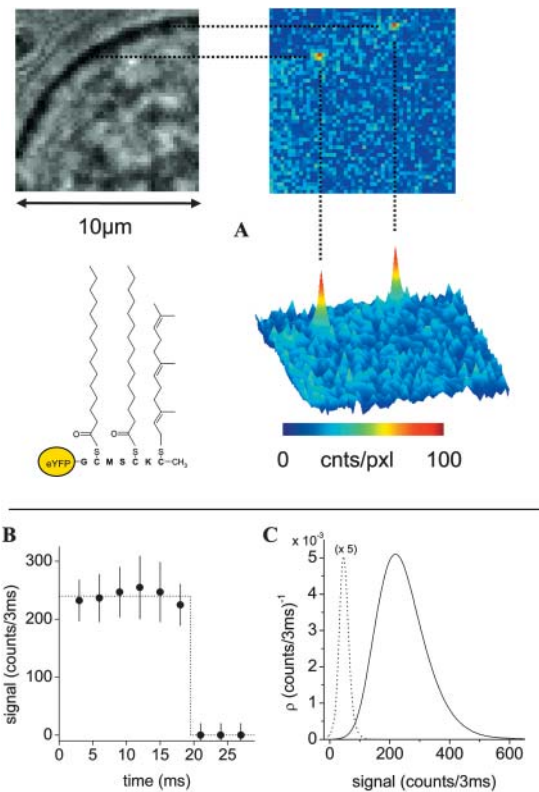 10µm
A
O
S
O
S
S
eYFP G C M S C K C CH₃
0 cnts/pxl 100
B
C
300
200
100
0
signal (counts/3ms)
0 5 10 15 20 25
time (ms)
x 10⁻³
(x 5)
5
4
3
2
1
0
ρ (counts/3ms)⁻¹
0 200 400 600
signal (counts/3ms)